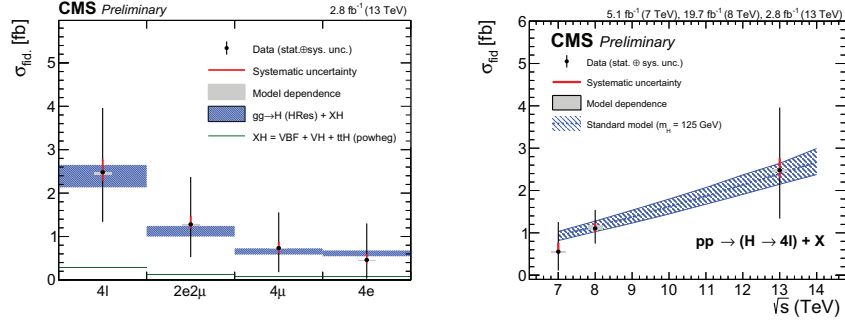 CMS Preliminary 2.8 fb⁻¹ (13 TeV)
σ_fid. [fb]
Data (stat.⊕sys. unc.)
Systematic uncertainty
Model dependence
gg→H (HRes) + XH
XH = VBF + VH + ttH (powheg)
6
5
4
3
2
1
0
4l 2e2μ 4μ 4e
5.1 fb⁻¹ (7 TeV), 19.7 fb⁻¹ (8 TeV), 2.8 fb⁻¹ (13 TeV)
CMS Preliminary
σ_fid [fb]
Data (stat. ⊕ sys. unc.)
Systematic uncertainty
Model dependence
Standard model (m_H = 125 GeV)
6
5
4
3
2
1
0
pp → (H → 4l) + X
7 8 9 10 11 12 13 14
√s (TeV)